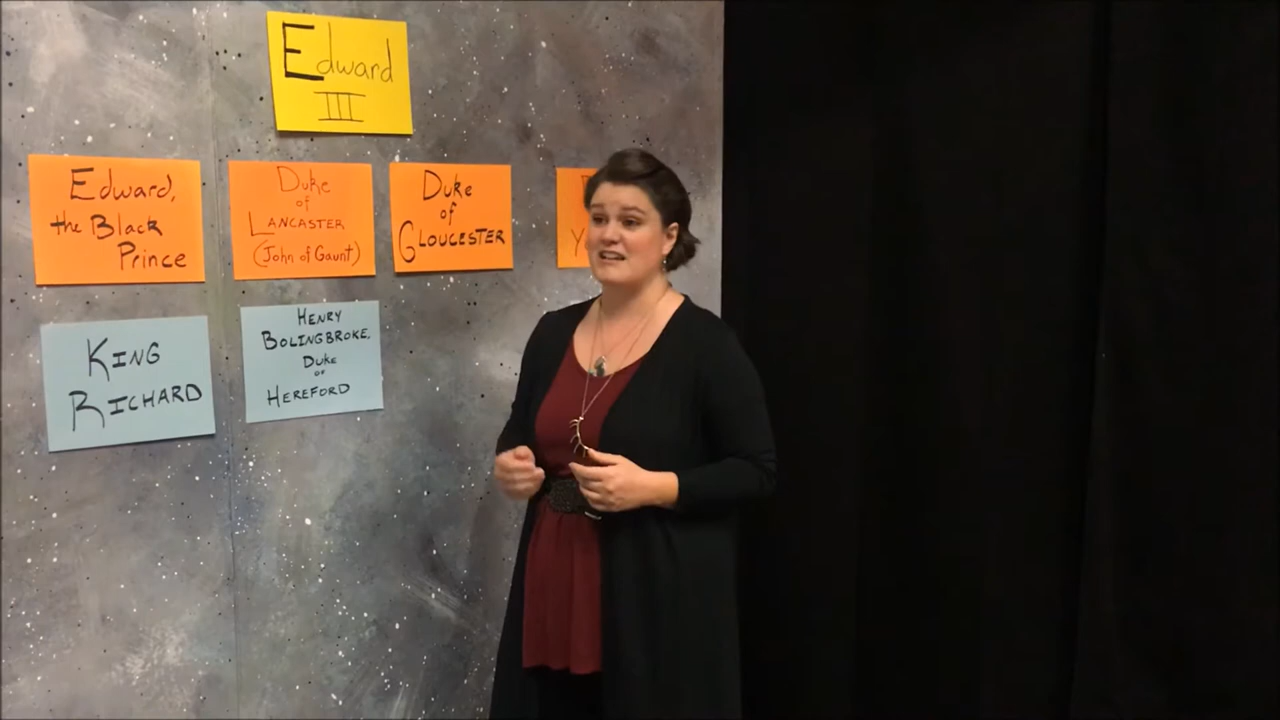 Edward
III
Edward,
the Black
Prince
Duke
of
LANCASTER
(John of Gaunt)
Duke
of
GLOUCESTER
KING
RICHARD
HENRY
BOLINGBROKE,
DUKE
OF
HEREFORD